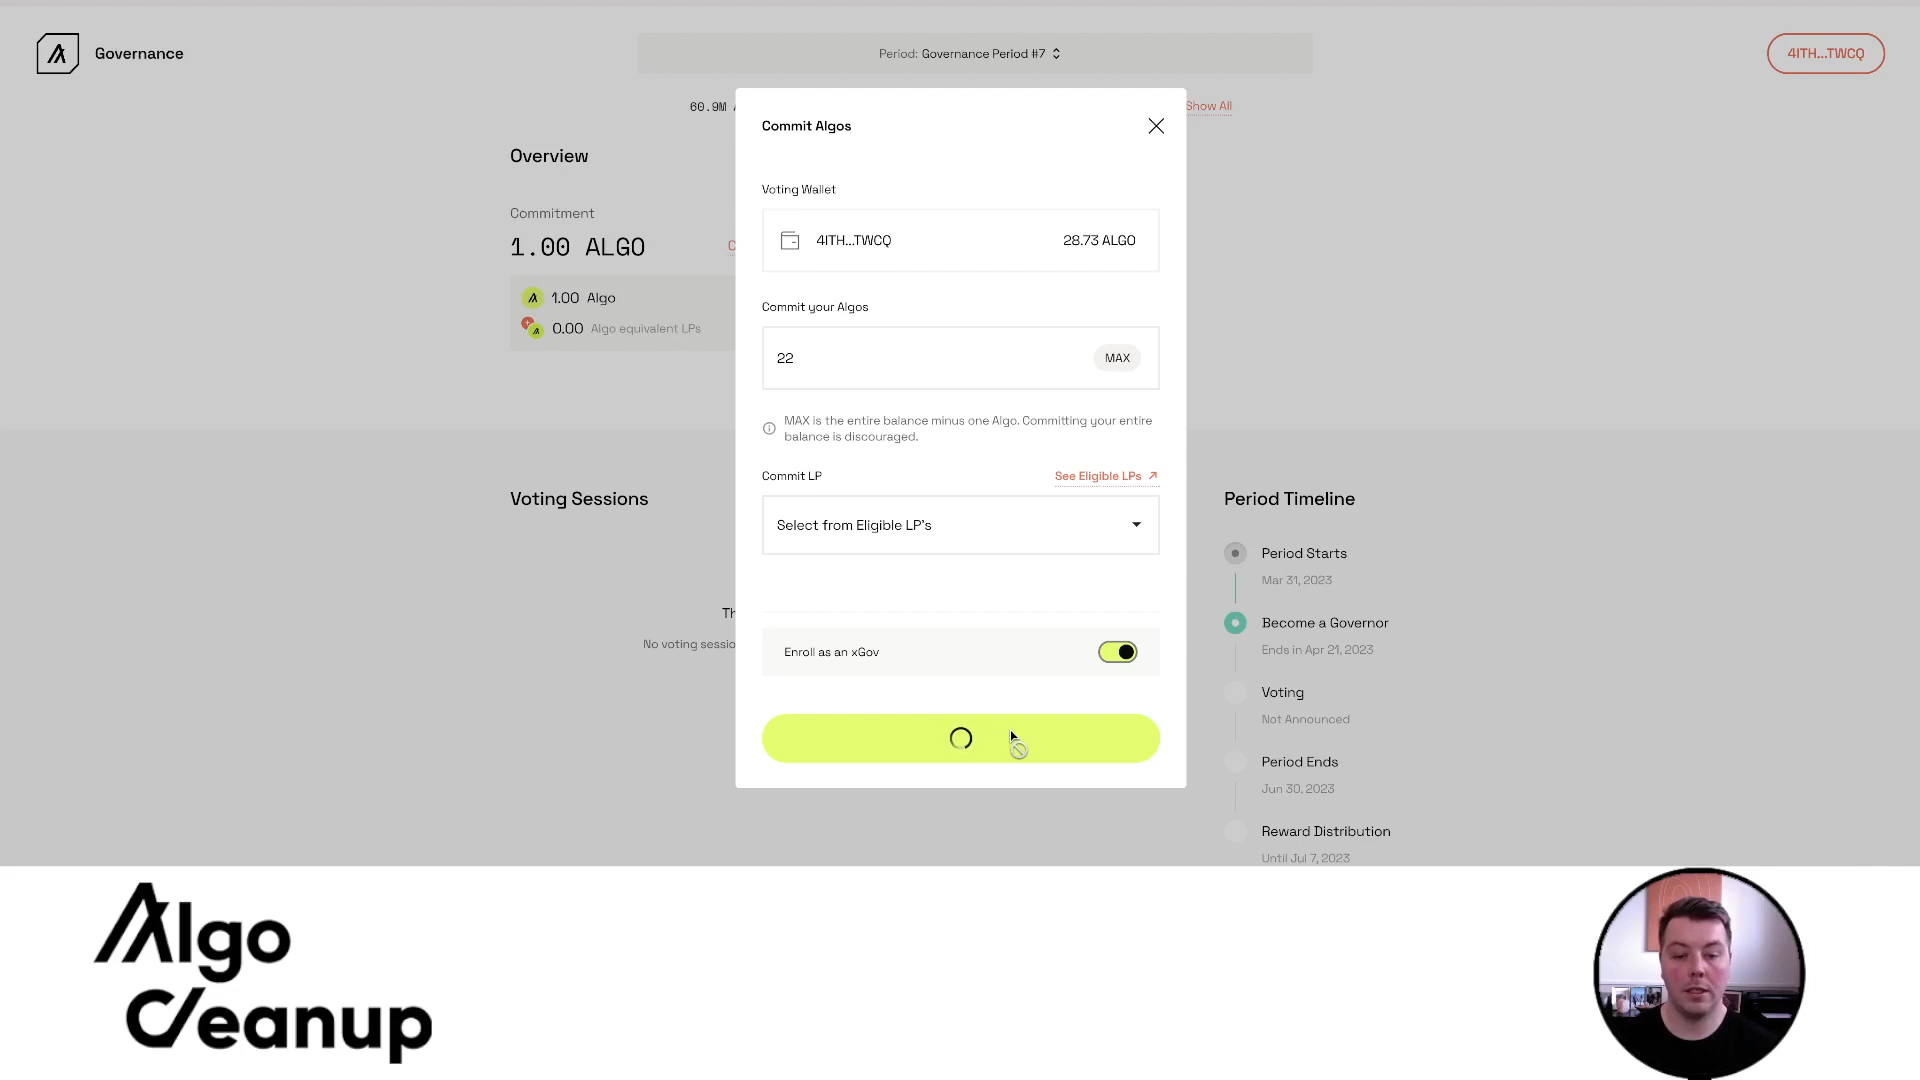 Governance
Period: Governance Period #7
4ITH...TWCQ
60.9M
Show All
Commit Algos
Overview
Voting Wallet
Commitment
4ITH...TWCQ
28.73 ALGO
1.00 ALGO
1.00 Algo
Commit your Algos
0.00 Algo equivalent LPs
22
MAX
MAX is the entire balance minus one Algo. Committing your entire
balance is discouraged.
Commit LP
See Eligible LPs
Voting Sessions
Select from Eligible LP's
Period Timeline
Period Starts
Mar 31, 2023
Th
Become a Governor
No voting sessio
Enroll as an xGov
Ends in Apr 21, 2023
Voting
Not Announced
Period Ends
Jun 30, 2023
Reward Distribution
Until Jul 7, 2023
Algo
Cleanup